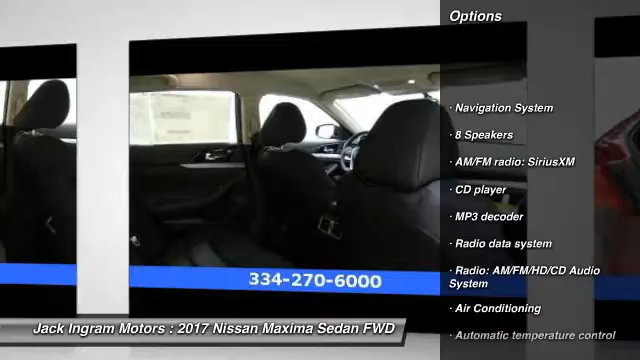 Options
· Navigation System
· 8 Speakers
· AM/FM radio: SiriusXM
· CD player
· MP3 decoder
· Radio data system
· Radio: AM/FM/HD/CD Audio
System
· Air Conditioning
· Automatic temperature control
334-270-6000
Jack Ingram Motors : 2017 Nissan Maxima Sedan FWD